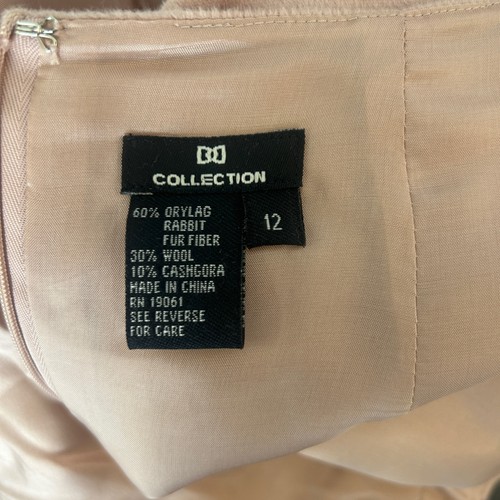 COLLECTION
12
60% ORYLAG
RABBIT
FUR FIBER
30% WOOL
10% CASHGORA
MADE IN CHINA
RN 19061
SEE REVERSE
FOR CARE